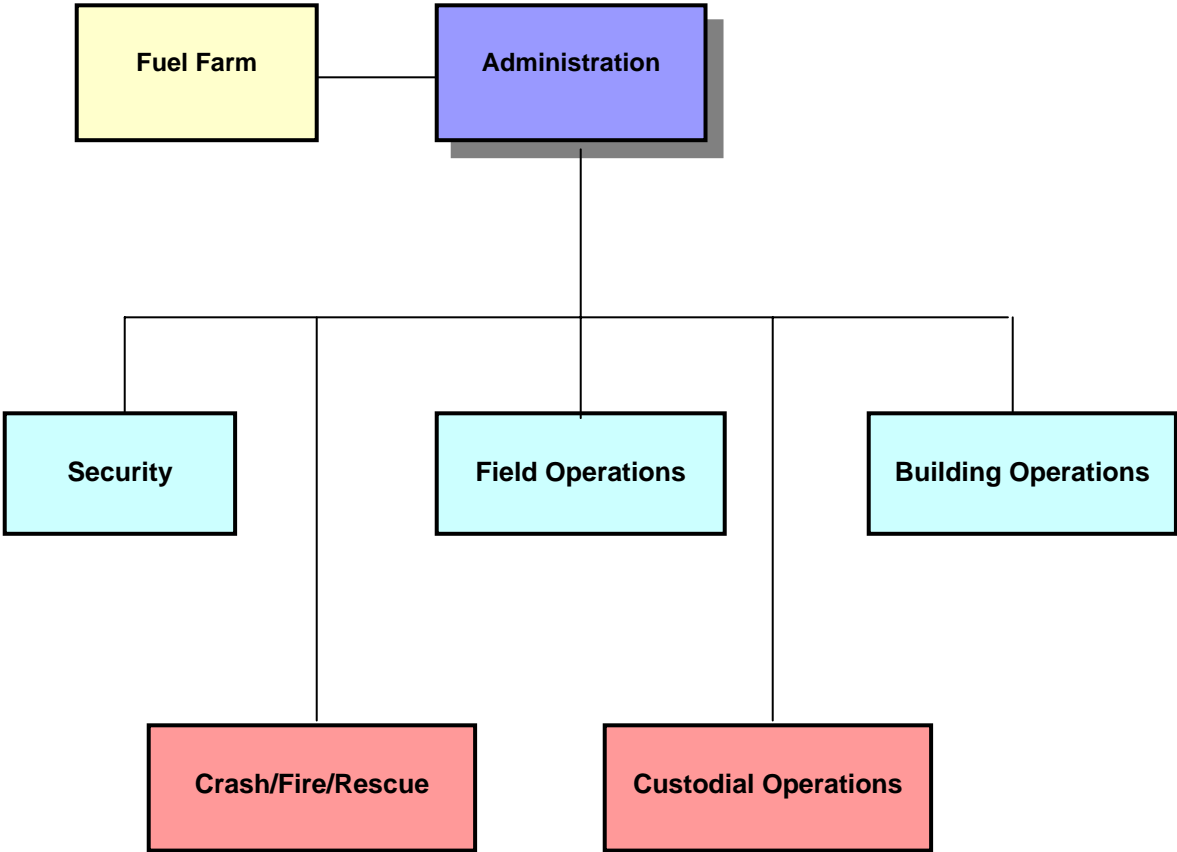 Fuel Farm
Administration
Security
Field Operations
Building Operations
Crash/Fire/Rescue
Custodial Operations